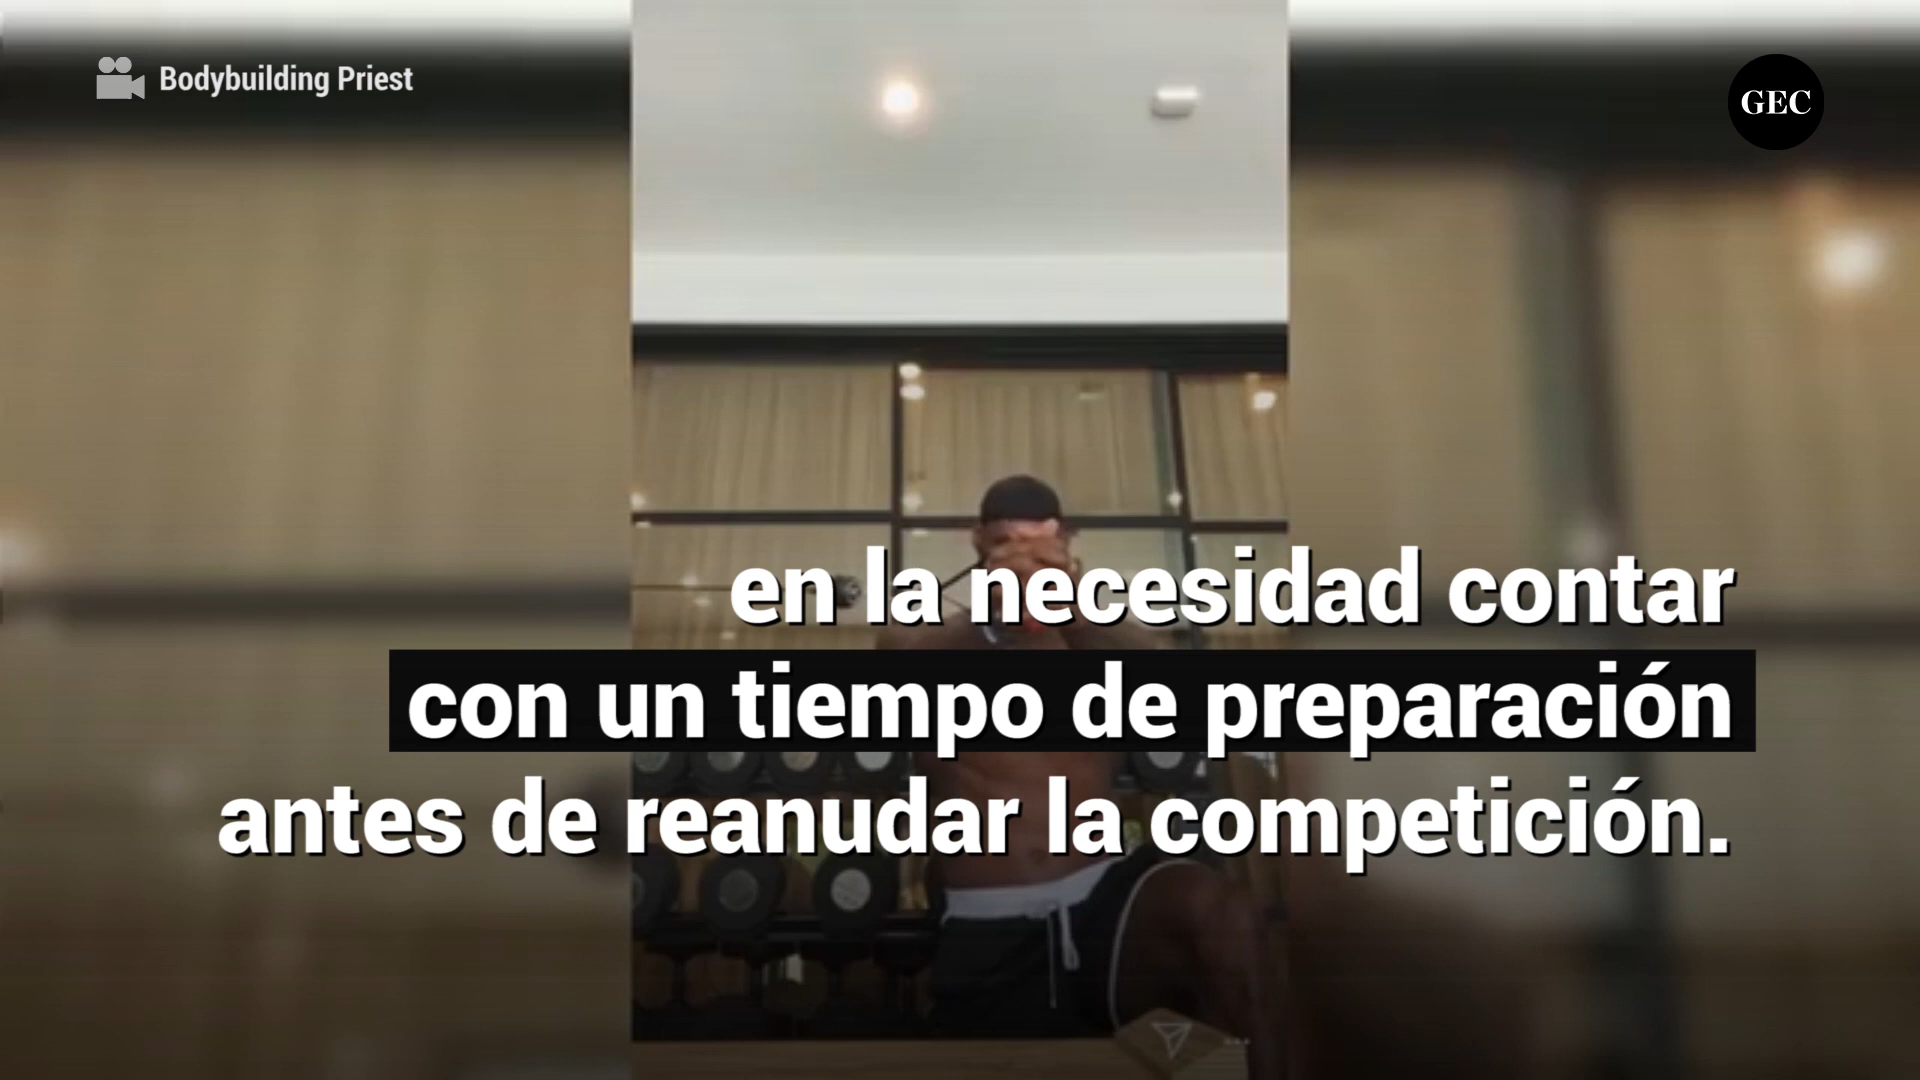 Bodybuilding Priest
GEC
en la necesidad contar
con un tiempo de preparación
antes de reanudar la competición.